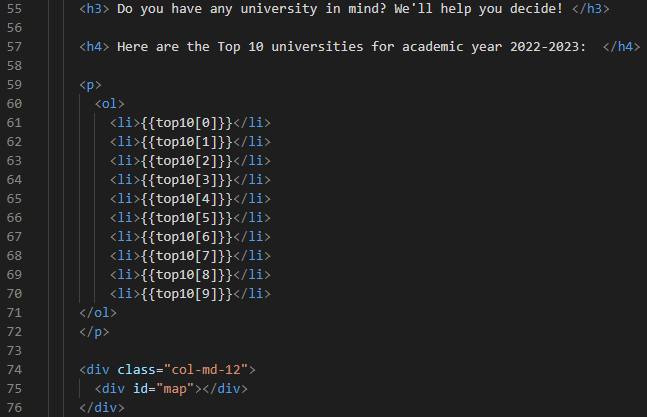 55 <h3> Do you have any university in mind? We'll help you decide! </h3>
56
57 <h4> Here are the Top 10 universities for academic year 2022-2023:  </h4>
58
59 <p>
60 <ol>
61 <li>{{top10[0]}}</li>
62 <li>{{top10[1]}}</li>
63 <li>{{top10[2]}}</li>
64 <li>{{top10[3]}}</li>
65 <li>{{top10[4]}}</li>
66 <li>{{top10[5]}}</li>
67 <li>{{top10[6]}}</li>
68 <li>{{top10[7]}}</li>
69 <li>{{top10[8]}}</li>
70 <li>{{top10[9]}}</li>
71 </ol>
72 </p>
73
74 <div class="col-md-12">
75 <div id="map"></div>
76 </div>